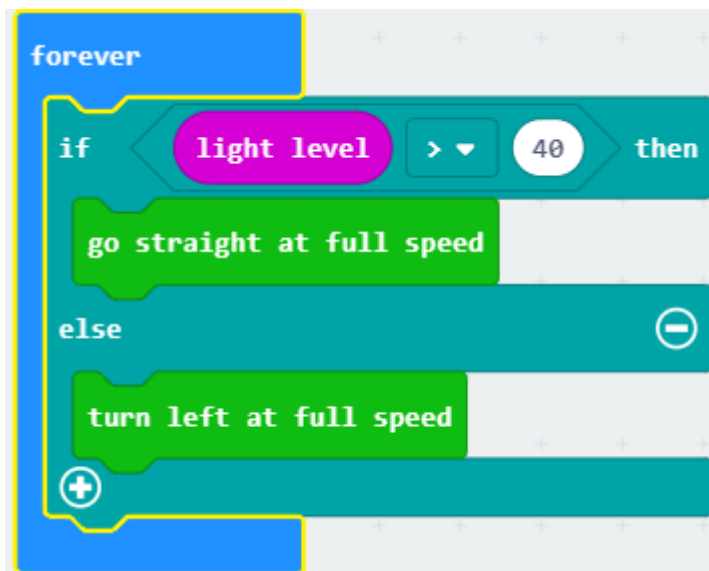 forever
if light level > 40 then
go straight at full speed
else
turn left at full speed